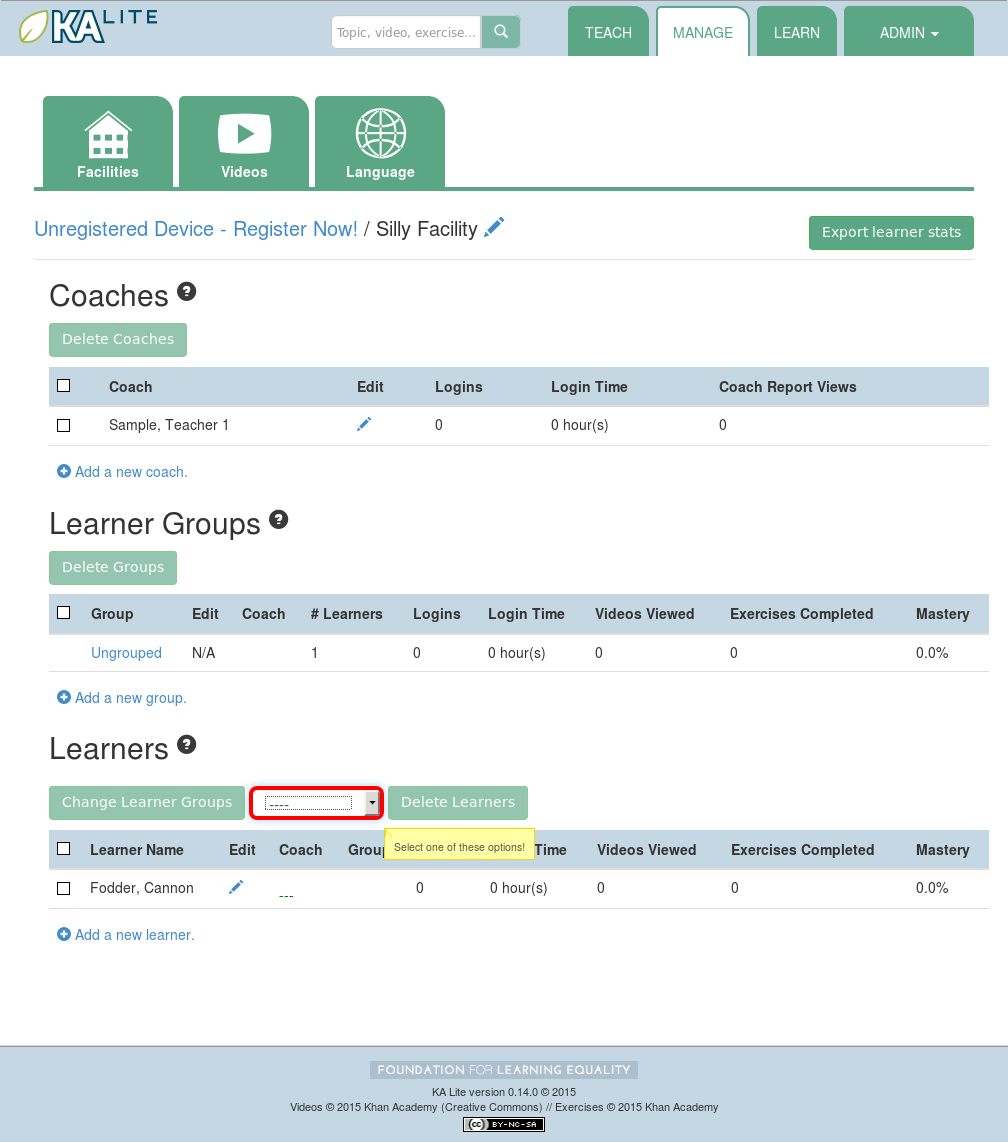 KA LITE
Topic, video, exercise...
TEACH
MANAGE
LEARN
ADMIN
Facilities
Videos
Language
Unregistered Device - Register Now! / Silly Facility
Export learner stats
Coaches ?
Delete Coaches
Coach Edit Logins Login Time Coach Report Views
Sample, Teacher 1 0 0 hour(s) 0
Add a new coach.
Learner Groups ?
Delete Groups
Group Edit Coach # Learners Logins Login Time Videos Viewed Exercises Completed Mastery
Ungrouped N/A 1 0 0 hour(s) 0 0 0.0%
Add a new group.
Learners ?
Change Learner Groups ---- Delete Learners
Select one of these options!
Learner Name Edit Coach Grou Time Videos Viewed Exercises Completed Mastery
Fodder, Cannon --- 0 0 hour(s) 0 0 0.0%
Add a new learner.
FOUNDATION FOR LEARNING EQUALITY
KA Lite version 0.14.0 © 2015
Videos © 2015 Khan Academy (Creative Commons) // Exercises © 2015 Khan Academy
cc BY-NC-SA